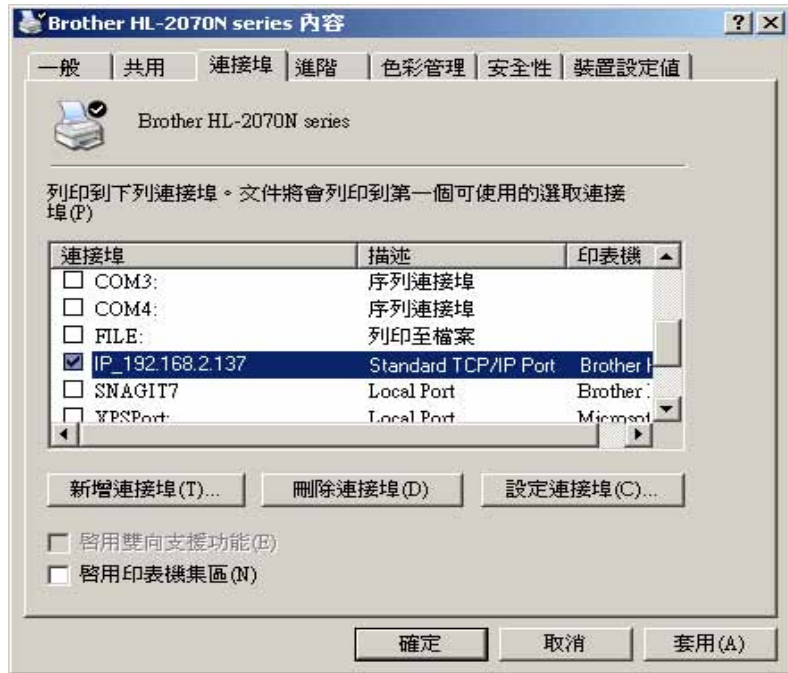 Brother HL-2070N series 內容
一般 共用 連接埠 進階 色彩管理 安全性 裝置設定值
Brother HL-2070N series
列印到下列連接埠。文件將會列印到第一個可使用的選取連接
埠(P)
連接埠 描述 印表機
COM3: 序列連接埠
COM4: 序列連接埠
FILE: 列印至檔案
IP_192.168.2.137 Standard TCP/IP Port Brother H
SNAGIT7 Local Port Brother
XPSPort: Local Port Microsof
新增連接埠(T)... 刪除連接埠(D) 設定連接埠(C)...
啓用雙向支援功能(E)
啓用印表機集區(N)
確定 取消 套用(A)